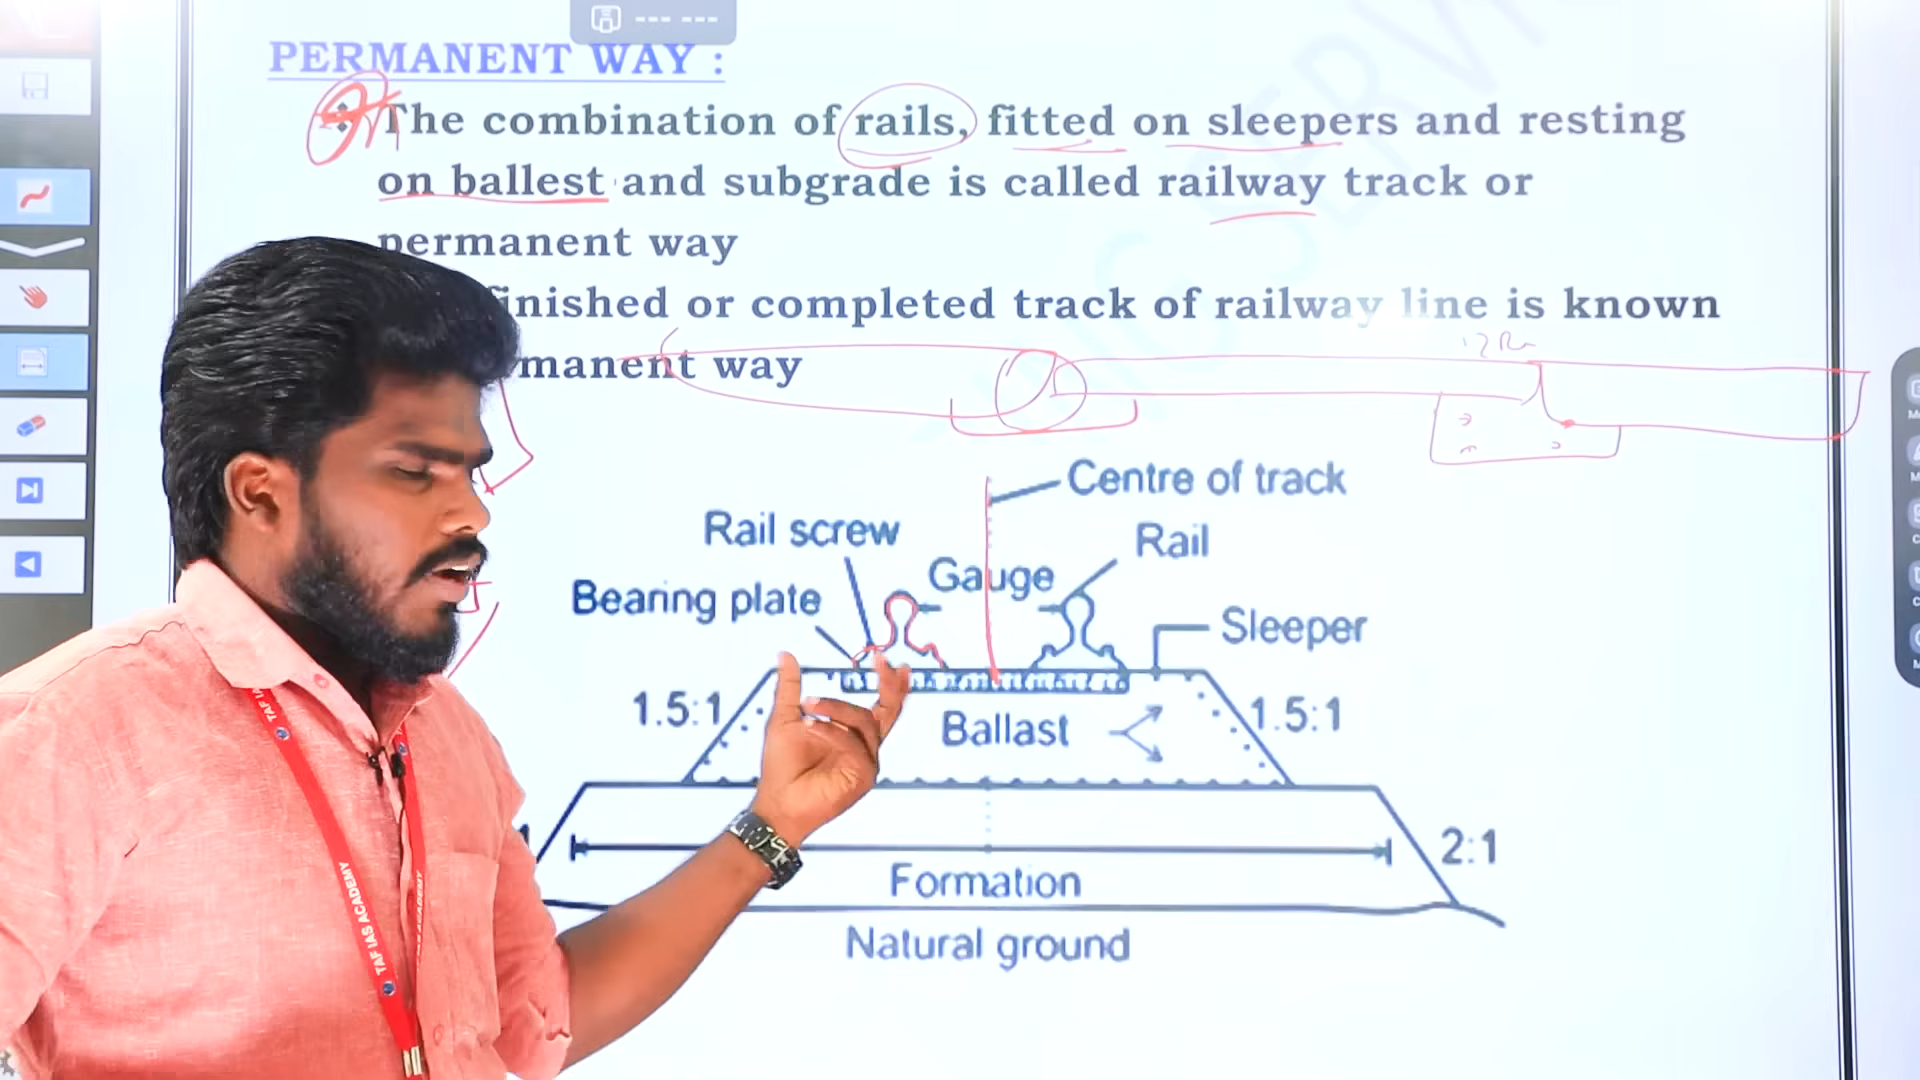 --- ---
PERMANENT WAY :
The combination of rails, fitted on sleepers and resting
on ballest and subgrade is called railway track or
permanent way
inished or completed track of railway line is known
manent way
Centre of track
Rail screw
Rail
Gauge
Bearing plate
Sleeper
1.5:1
Ballast
1.5:1
2:1
Formation
Natural ground
TAF IAS ACADEMY